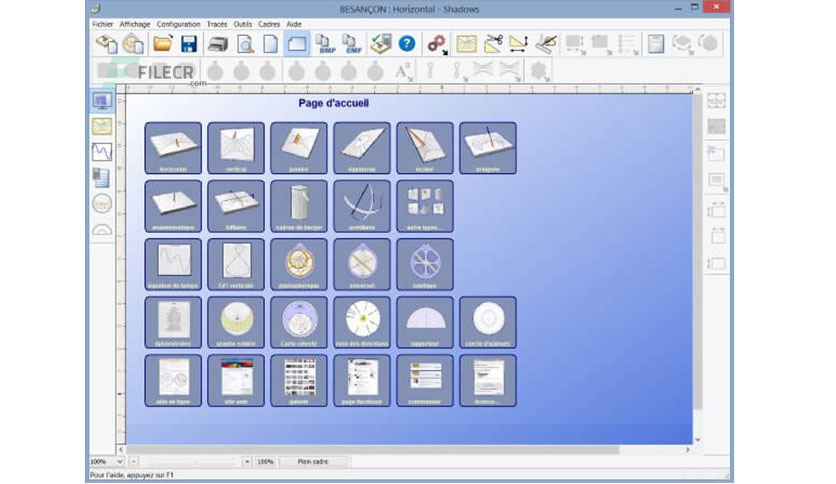 BESANÇON : Horizontal - Shadows
Fichier Affichage Configuration Tracés Outils Cadres Aide
BMP EMF
FILECR
.com
Page d'accueil
horizontal vertical polaire équatorial incliné araignée
analemmatique bifilaire cadran de berger armillaire autre types...
équation du temps EdT verticale planisphérique universel nautique
éphémérides graphe solaire Carte céleste rose des directions rapporteur cercle d'azimuts
aide en ligne site web galerie page facebook commander licence...
100% 100% Plein cadre
Pour l'aide, appuyez sur F1